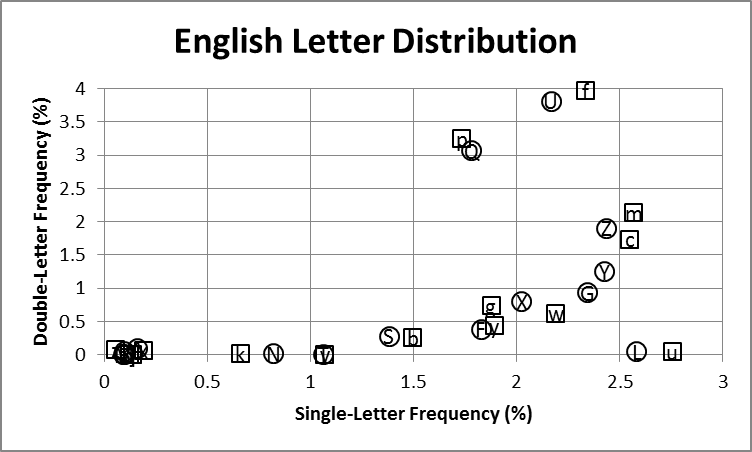 English Letter Distribution
4
f
U
3.5
p
Q
3
Double-Letter Frequency (%)
2.5
m
2
Z
c
1.5
Y
1
G
g
X
w
0.5
F
y
S
b
0
k
N
V
L
u
0 0.5 1 1.5 2 2.5 3
Single-Letter Frequency (%)